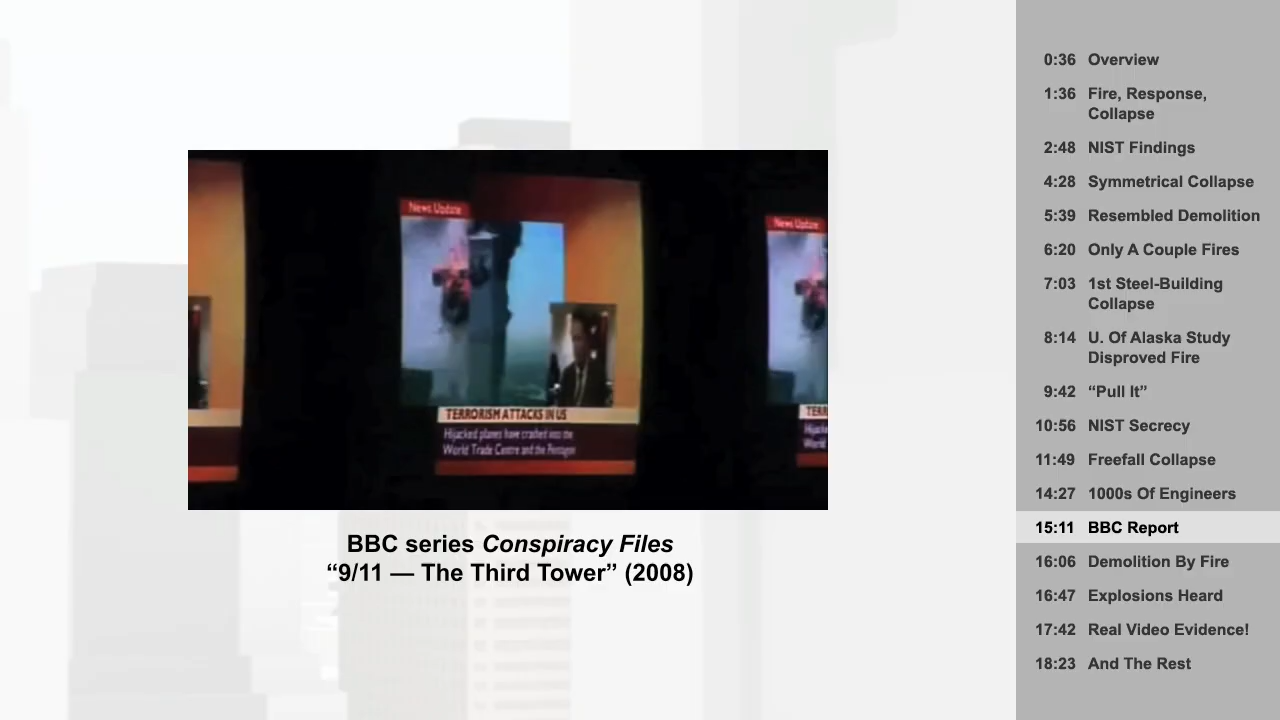 News Update
TERRORISM ATTACKS IN US
Hijacked planes have crashed into the
World Trade Centre and the Pentagon
News Update
TERR
Hijack
World
BBC series Conspiracy Files
“9/11 — The Third Tower” (2008)
0:36 Overview
1:36 Fire, Response,
Collapse
2:48 NIST Findings
4:28 Symmetrical Collapse
5:39 Resembled Demolition
6:20 Only A Couple Fires
7:03 1st Steel-Building
Collapse
8:14 U. Of Alaska Study
Disproved Fire
9:42 “Pull It”
10:56 NIST Secrecy
11:49 Freefall Collapse
14:27 1000s Of Engineers
15:11 BBC Report
16:06 Demolition By Fire
16:47 Explosions Heard
17:42 Real Video Evidence!
18:23 And The Rest